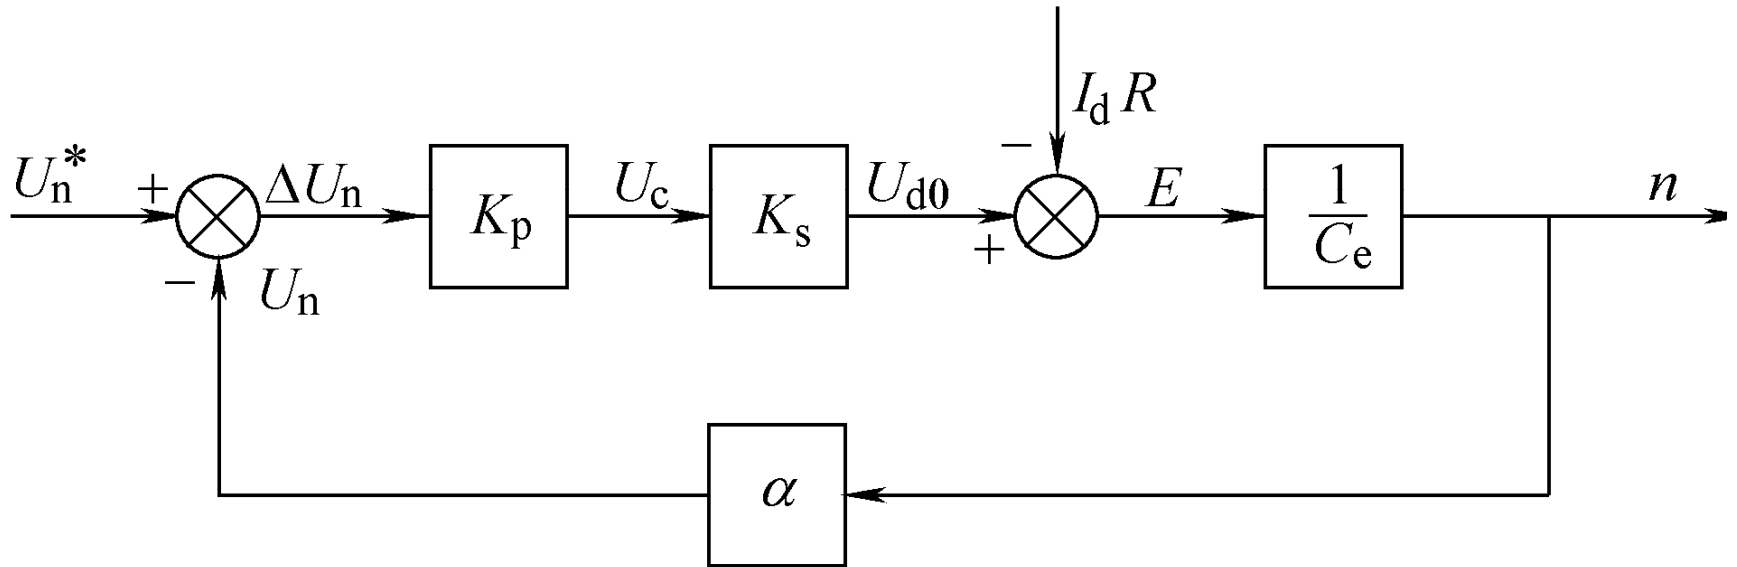 I_d R
U_n^* + ΔU_n K_p U_c K_s U_d0 − + E 1/C_e n
− U_n
α